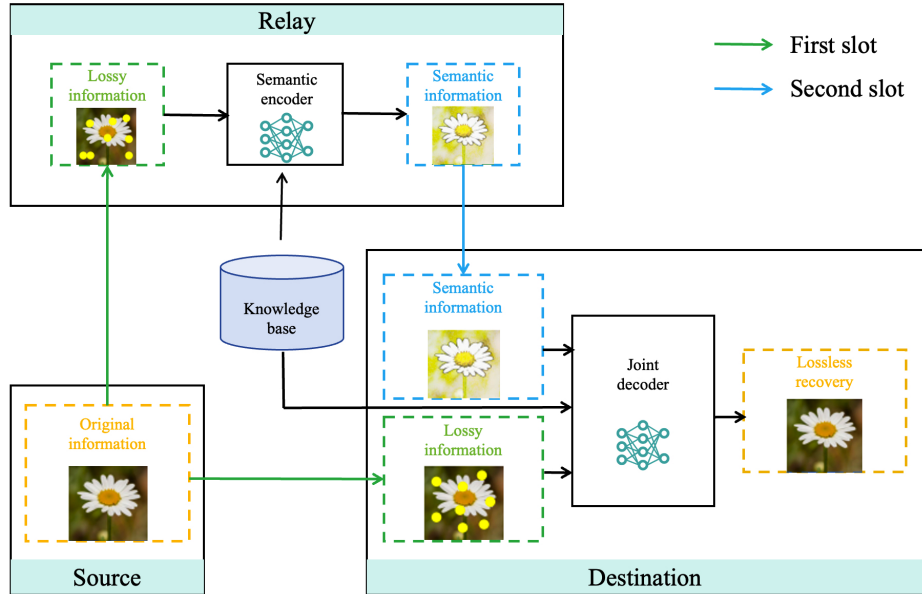 Relay
First slot
Second slot
Lossy
information
Semantic
encoder
Semantic
information
Knowledge
base
Semantic
information
Joint
decoder
Lossless
recovery
Original
information
Lossy
information
Source
Destination